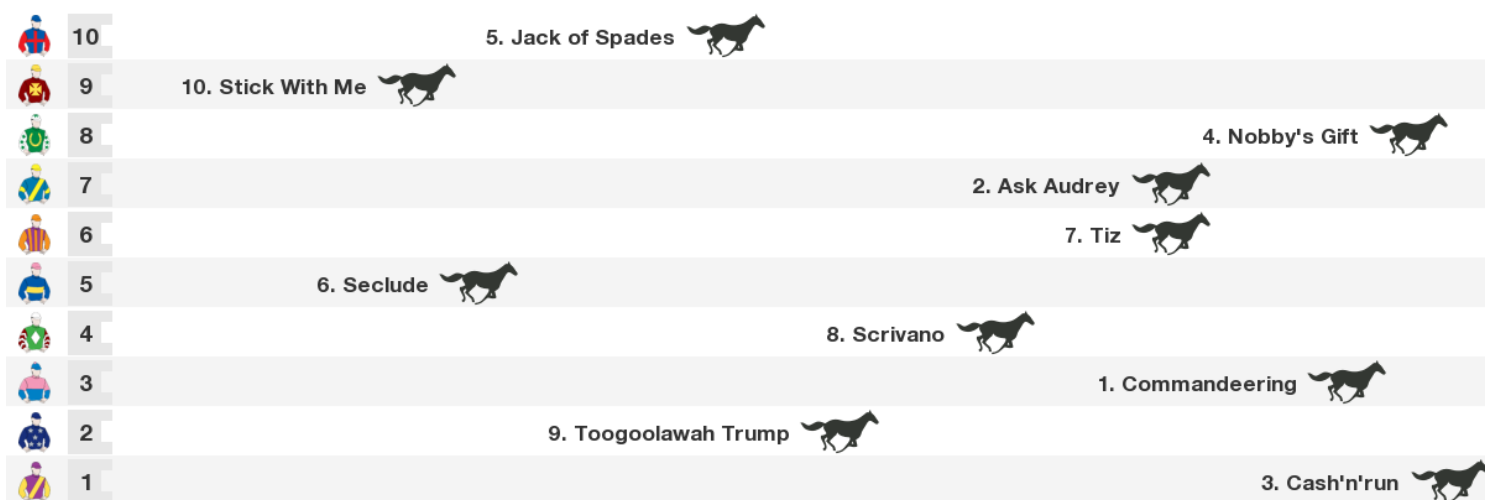 10 5. Jack of Spades
9 10. Stick With Me
8 4. Nobby's Gift
7 2. Ask Audrey
6 7. Tiz
5 6. Seclude
4 8. Scrivano
3 1. Commandeering
2 9. Toogoolawah Trump
1 3. Cash'n'run